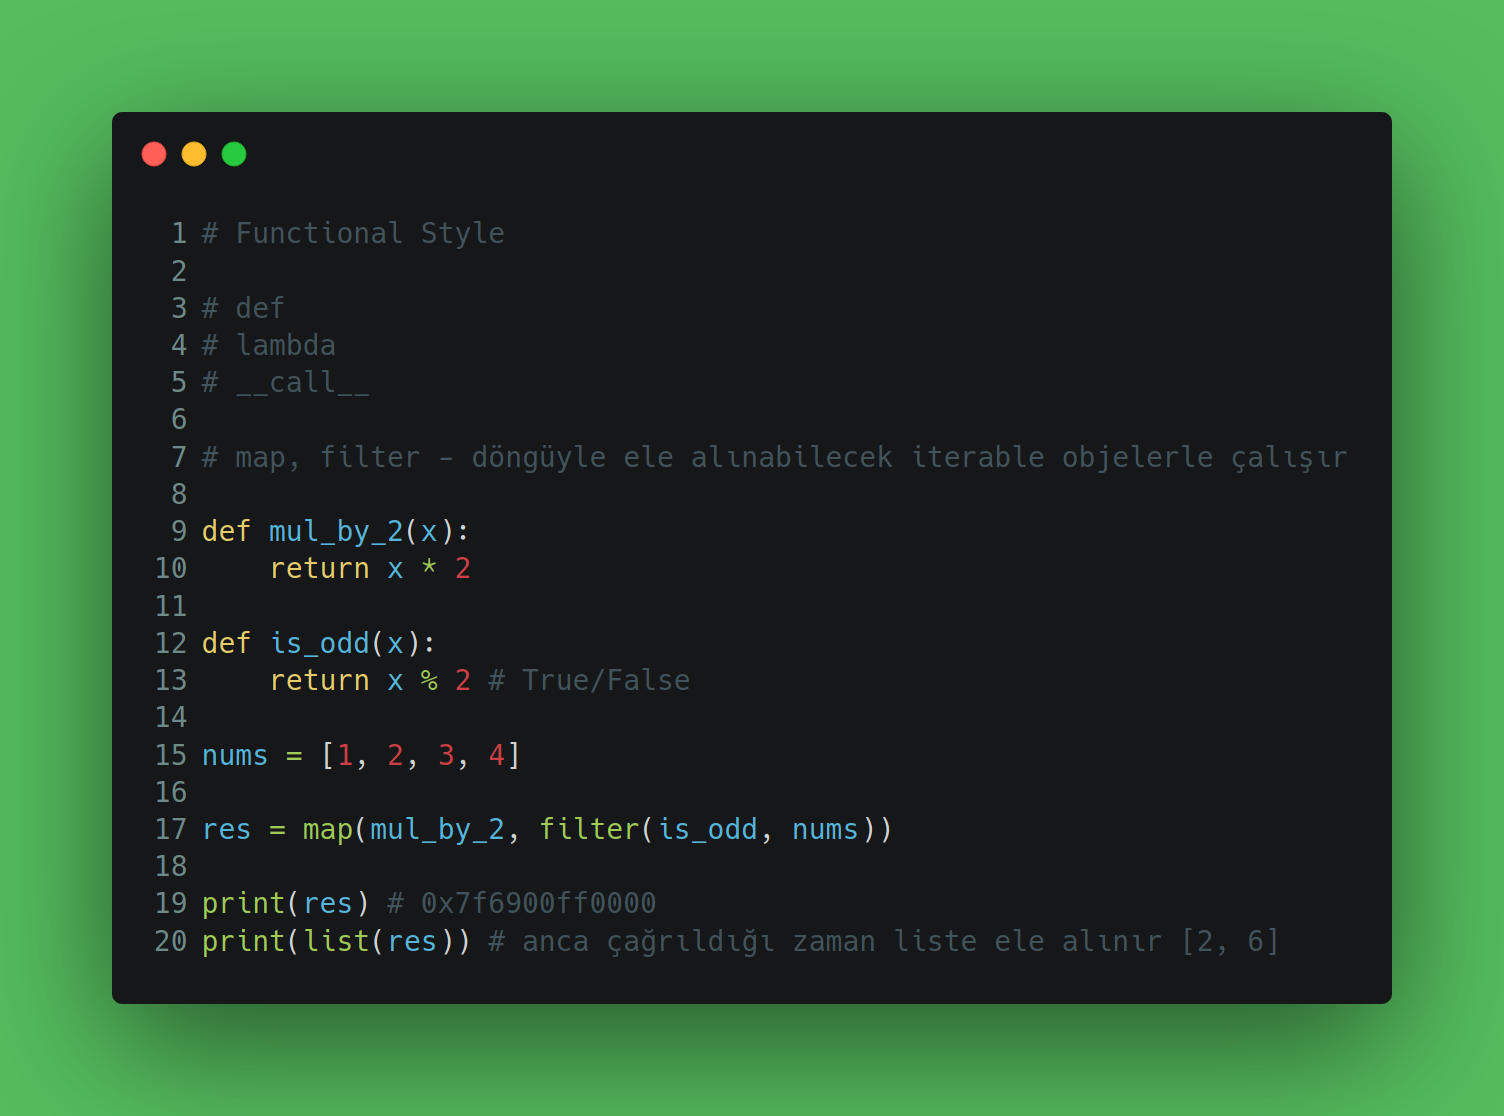 1 # Functional Style
2
3 # def
4 # lambda
5 # __call__
6
7 # map, filter - döngüyle ele alınabilecek iterable objelerle çalışır
8
9 def mul_by_2(x):
10     return x * 2
11
12 def is_odd(x):
13     return x % 2 # True/False
14
15 nums = [1, 2, 3, 4]
16
17 res = map(mul_by_2, filter(is_odd, nums))
18
19 print(res) # 0x7f6900ff0000
20 print(list(res)) # anca çağrıldığı zaman liste ele alınır [2, 6]